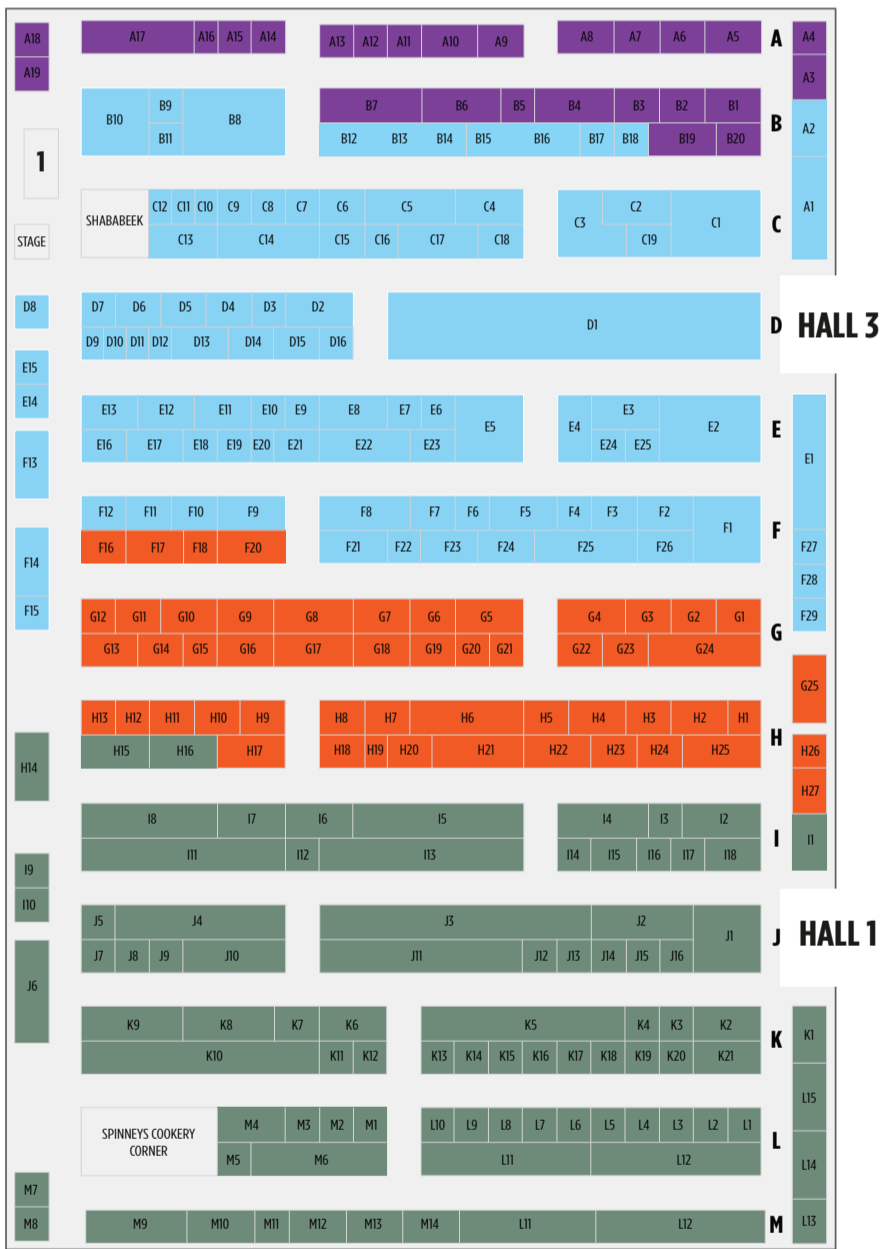 A18 A17 A16 A15 A14 A13 A12 A11 A10 A9 A8 A7 A6 A5 A A4
A19 A3
B10 B9 B8 B7 B6 B5 B4 B3 B2 B1 B A2
B11 B12 B13 B14 B15 B16 B17 B18 B19 B20
1
SHABABEEK C12 C11 C10 C9 C8 C7 C6 C5 C4 C3 C2 C1 C A1
STAGE C13 C14 C15 C16 C17 C18 C19
D8 D7 D6 D5 D4 D3 D2 D1 D HALL 3
D9 D10 D11 D12 D13 D14 D15 D16
E15
E14 E13 E12 E11 E10 E9 E8 E7 E6 E5 E4 E3 E2 E E1
E16 E17 E18 E19 E20 E21 E22 E23 E24 E25
F13
F12 F11 F10 F9 F8 F7 F6 F5 F4 F3 F2 F1 F
F14 F16 F17 F18 F20 F21 F22 F23 F24 F25 F26 F27
F28
F15 G12 G11 G10 G9 G8 G7 G6 G5 G4 G3 G2 G1 G F29
G13 G14 G15 G16 G17 G18 G19 G20 G21 G22 G23 G24
G25
H13 H12 H11 H10 H9 H8 H7 H6 H5 H4 H3 H2 H1 H
H14 H15 H16 H17 H18 H19 H20 H21 H22 H23 H24 H25 H26
H27
I8 I7 I6 I5 I4 I3 I2 I I1
I9 I11 I12 I13 I14 I15 I16 I17 I18
I10
J5 J4 J3 J2 J1 J HALL 1
J7 J8 J9 J10 J11 J12 J13 J14 J15 J16
J6
K9 K8 K7 K6 K5 K4 K3 K2 K K1
K10 K11 K12 K13 K14 K15 K16 K17 K18 K19 K20 K21
L15
SPINNEYS COOKERY
CORNER
M4 M3 M2 M1 L10 L9 L8 L7 L6 L5 L4 L3 L2 L1 L
M5 M6 L11 L12 L14
M7
M8 M9 M10 M11 M12 M13 M14 L11 L12 M L13